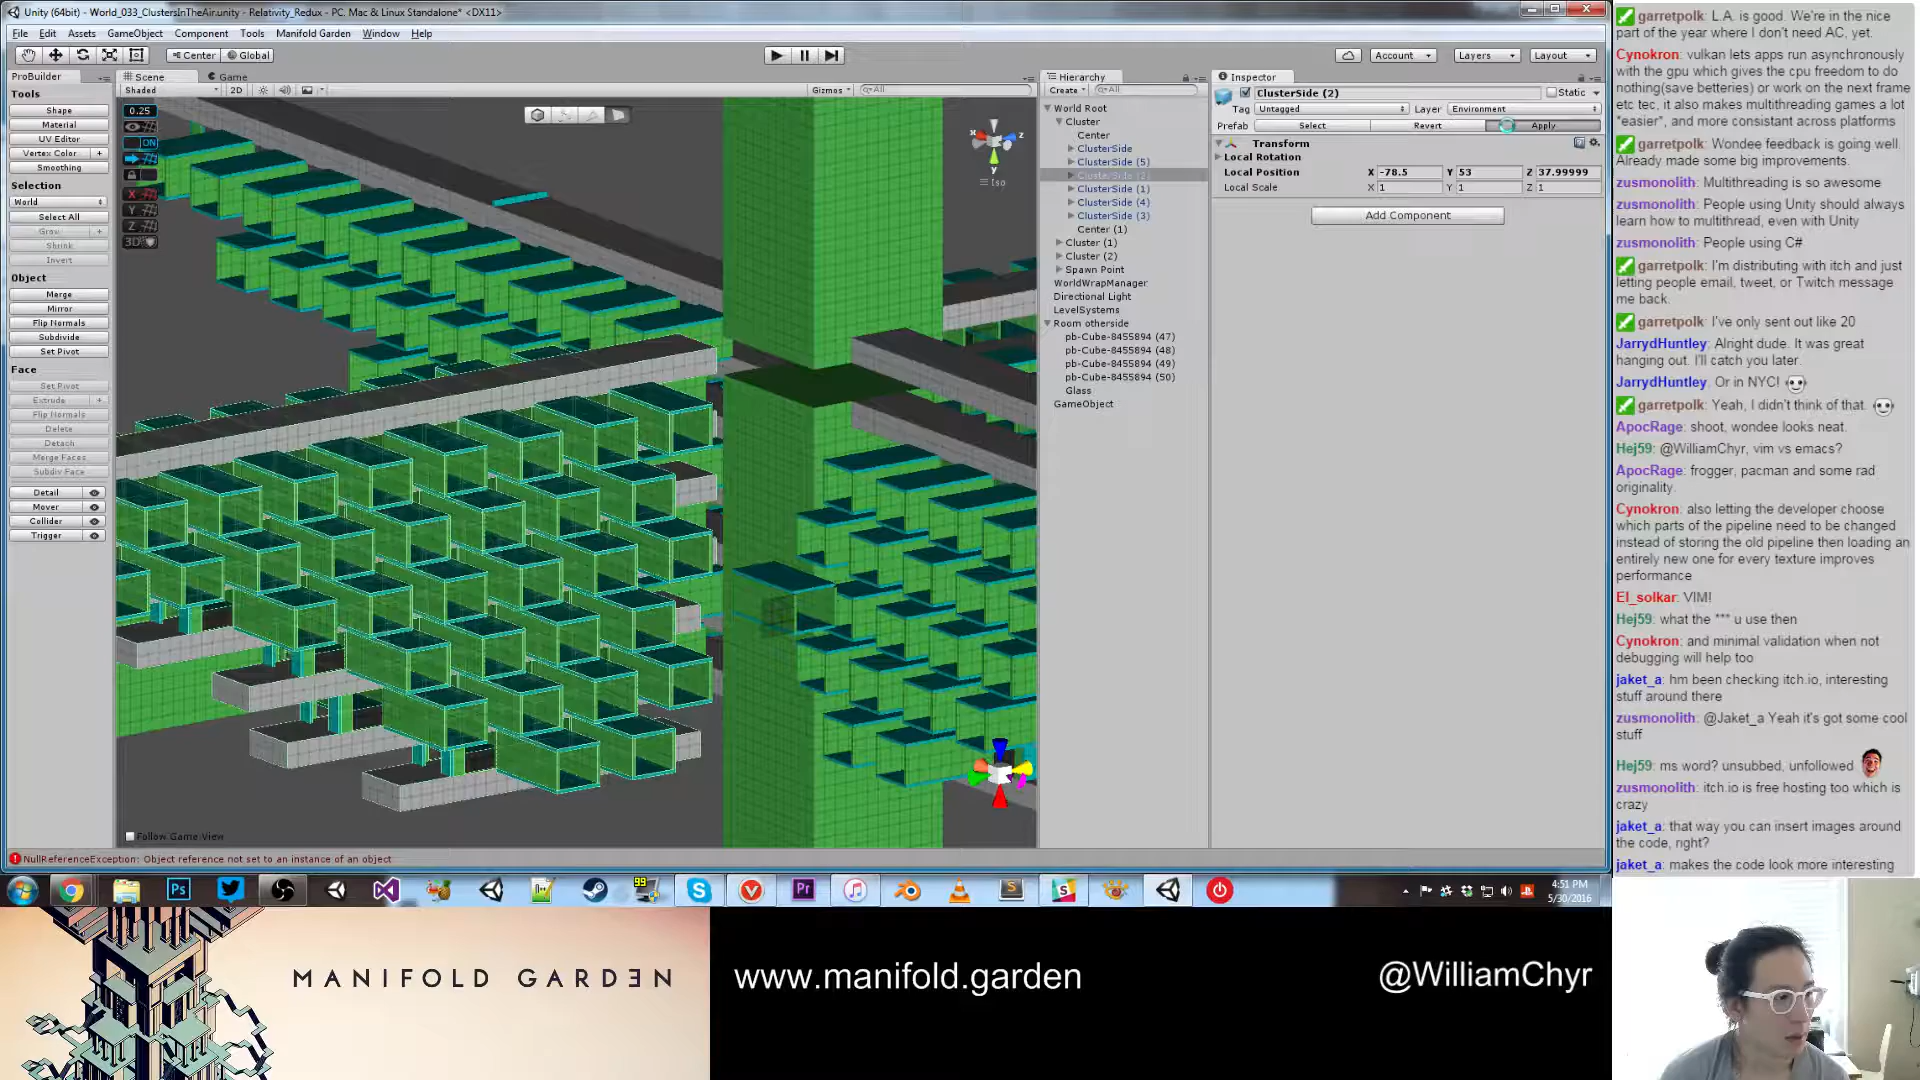 Unity (64bit) - World_033_ClustersInTheAir.unity - Relativity_Redux - PC, Mac & Linux Standalone* <DX11>
File Edit Assets GameObject Component Tools Manifold Garden Window Help
Center Global Account Layers Layout
ProBuilder
Tools
Shape
Material
UV Editor
Vertex Color +
Smoothing
Selection
World
Select All
Grow +
Shrink
Invert
Object
Merge
Mirror
Flip Normals
Subdivide
Set Pivot
Face
Set Pivot
Extrude +
Flip Normals
Delete
Detach
Merge Faces
Subdiv Face
Detail
Mover
Collider
Trigger
Scene Game
Shaded 2D Gizmos All
0.25
ON
X
Y
Z
3D
x z
y
Iso
Follow Game View
NullReferenceException: Object reference not set to an instance of an object
Hierarchy
Create All
World Root
Cluster
Center
ClusterSide
ClusterSide (5)
ClusterSide (2)
ClusterSide (1)
ClusterSide (4)
ClusterSide (3)
Center (1)
Cluster (1)
Cluster (2)
Spawn Point
WorldWrapManager
Directional Light
LevelSystems
Room otherside
pb-Cube-8455894 (47)
pb-Cube-8455894 (48)
pb-Cube-8455894 (49)
pb-Cube-8455894 (50)
Glass
GameObject
Inspector
ClusterSide (2) Static
Tag Untagged Layer Environment
Prefab Select Revert Apply
Transform
Local Rotation
Local Position X -78.5 Y 53 Z 37.99999
Local Scale X 1 Y 1 Z 1
Add Component
garretpolk: L.A. is good. We're in the nice
part of the year where I don't need AC, yet.
Cynokron: vulkan lets apps run asynchronously
with the gpu which gives the cpu freedom to do
nothing(save betteries) or work on the next frame
etc tec, it also makes multithreading games a lot
*easier*, and more consistant across platforms
garretpolk: Wondee feedback is going well.
Already made some big improvements.
zusmonolith: Multithreading is so awesome
zusmonolith: People using Unity should always
learn how to multithread, even with Unity
zusmonolith: People using C#
garretpolk: I'm distributing with itch and just
letting people email, tweet, or Twitch message
me back.
garretpolk: I've only sent out like 20
JarrydHuntley: Alright dude. It was great
hanging out. I'll catch you later.
JarrydHuntley: Or in NYC!
garretpolk: Yeah, I didn't think of that.
ApocRage: shoot, wondee looks neat.
Hej59: @WilliamChyr, vim vs emacs?
ApocRage: frogger, pacman and some rad
originality.
Cynokron: also letting the developer choose
which parts of the pipeline need to be changed
instead of storing the old pipeline then loading an
entirely new one for every texture improves
performance
El_solkar: VIM!
Hej59: what the *** u use then
Cynokron: and minimal validation when not
debugging will help too
jaket_a: hm been checking itch.io, interesting
stuff around there
zusmonolith: @Jaket_a Yeah it's got some cool
stuff
Hej59: ms word? unsubbed, unfollowed
zusmonolith: itch.io is free hosting too which is
crazy
jaket_a: that way you can insert images around
the code, right?
jaket_a: makes the code look more interesting
Ps 99 Pr S
4:51 PM
5/30/2016
MANIFOLD GARDƎN
www.manifold.garden
@WilliamChyr